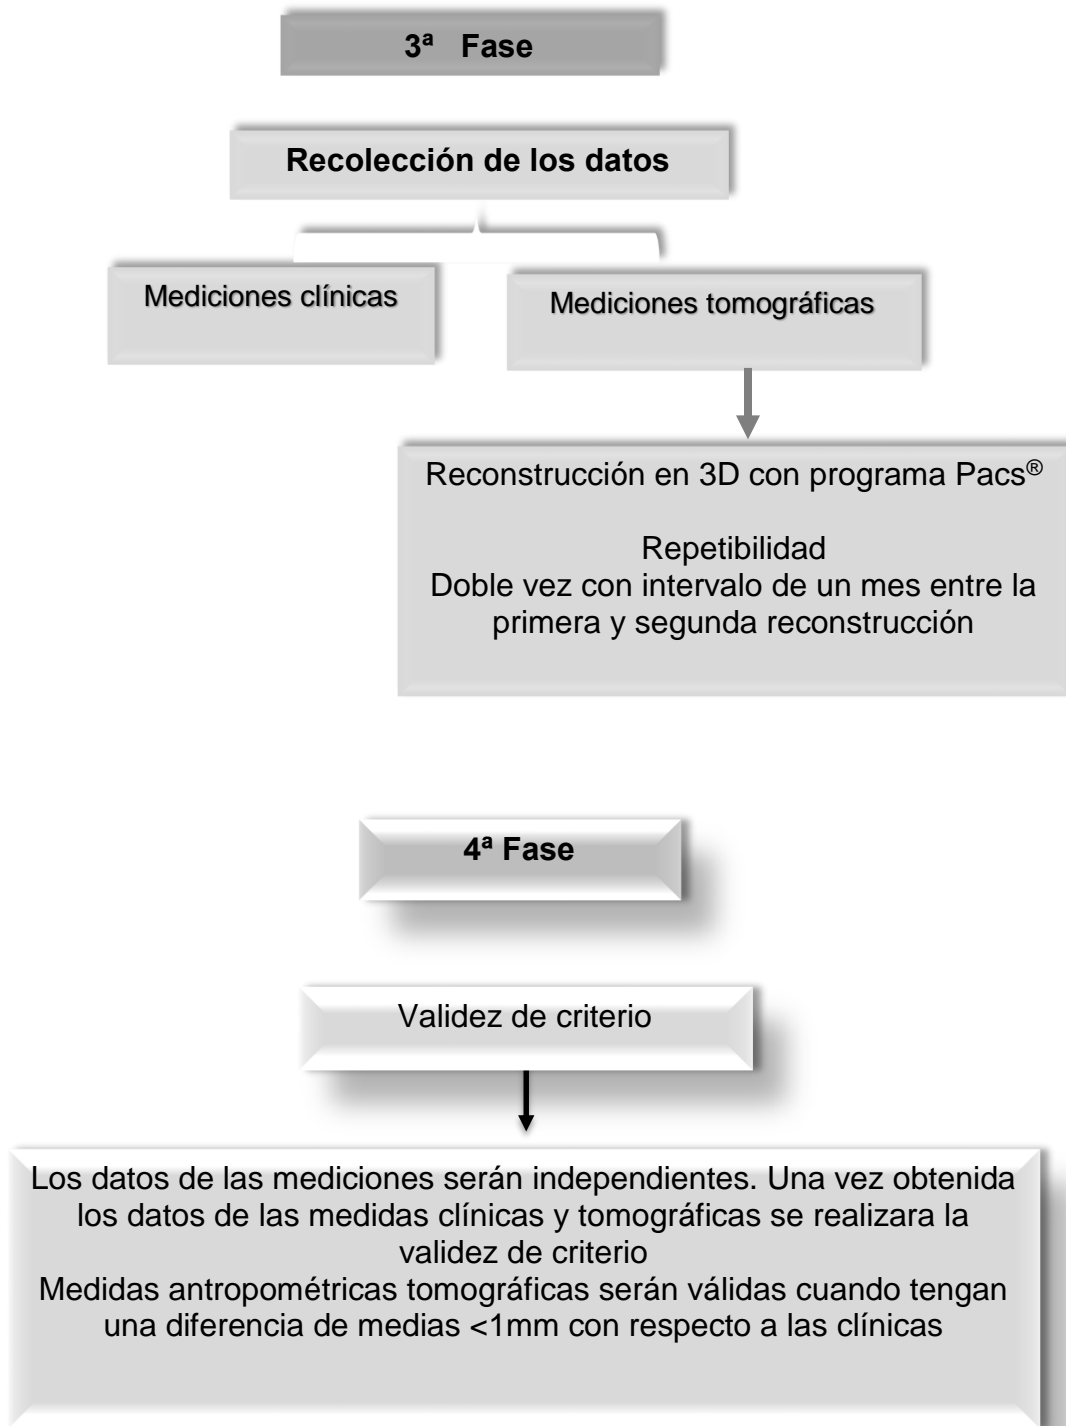 3ª Fase
Recolección de los datos
Mediciones clínicas
Mediciones tomográficas
Reconstrucción en 3D con programa Pacs®
Repetibilidad
Doble vez con intervalo de un mes entre la
primera y segunda reconstrucción
4ª Fase
Validez de criterio
Los datos de las mediciones serán independientes. Una vez obtenida
los datos de las medidas clínicas y tomográficas se realizara la
validez de criterio
Medidas antropométricas tomográficas serán válidas cuando tengan
una diferencia de medias <1mm con respecto a las clínicas